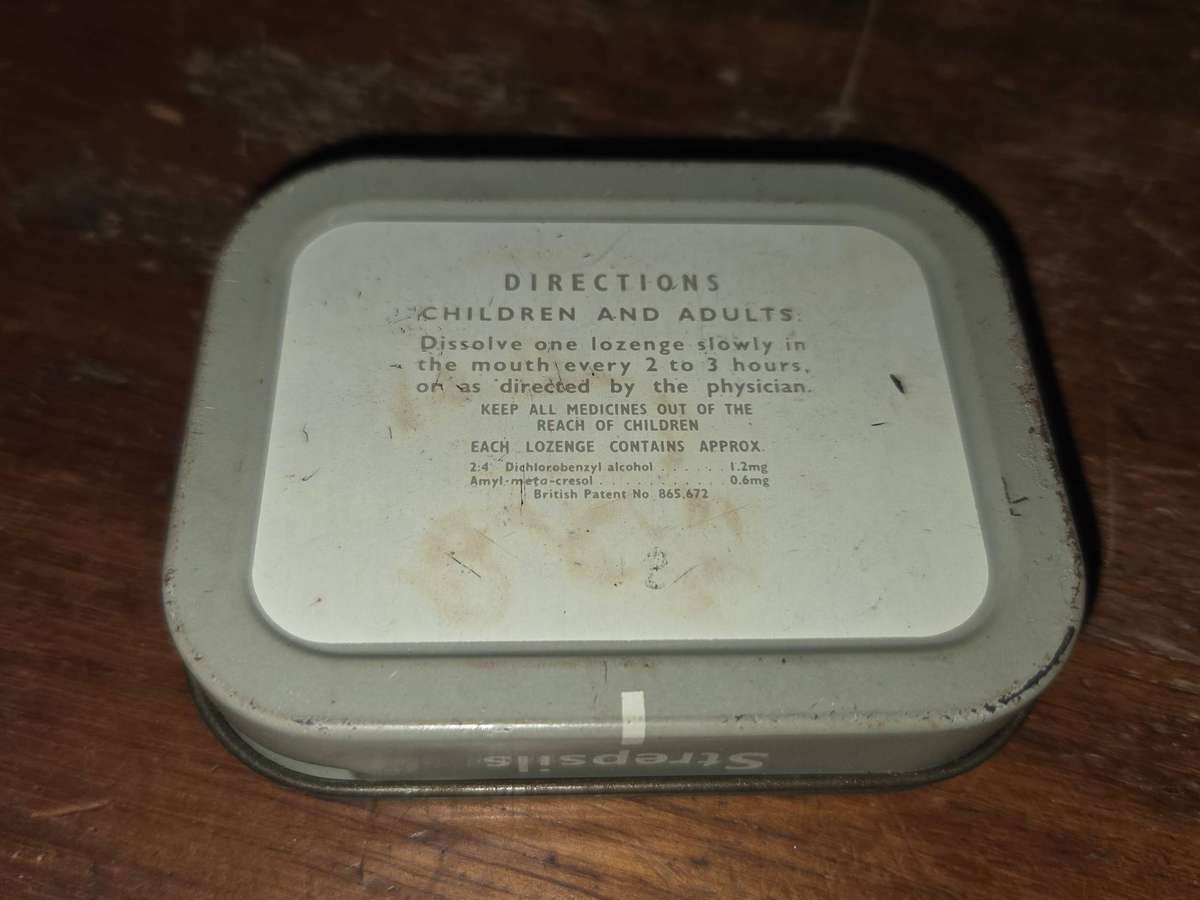 DIRECTIONS
CHILDREN AND ADULTS:
Dissolve one lozenge slowly in
the mouth every 2 to 3 hours,
or as directed by the physician.
KEEP ALL MEDICINES OUT OF THE
REACH OF CHILDREN
EACH LOZENGE CONTAINS APPROX.
2:4 Dichlorobenzyl alcohol . . . . . . 1.2mg
Amyl-meta-cresol . . . . . . . . . . . . 0.6mg
British Patent No 865,672
Strepsils